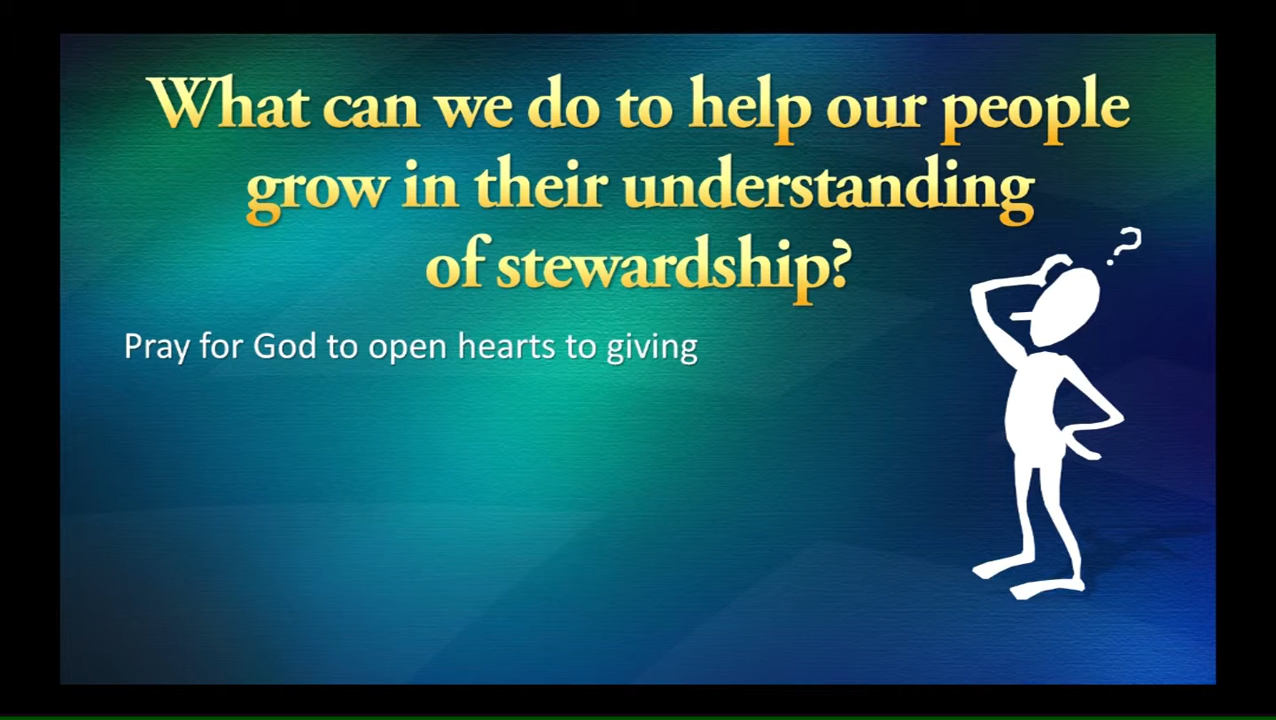 What can we do to help our people
grow in their understanding
of stewardship?
?
Pray for God to open hearts to giving